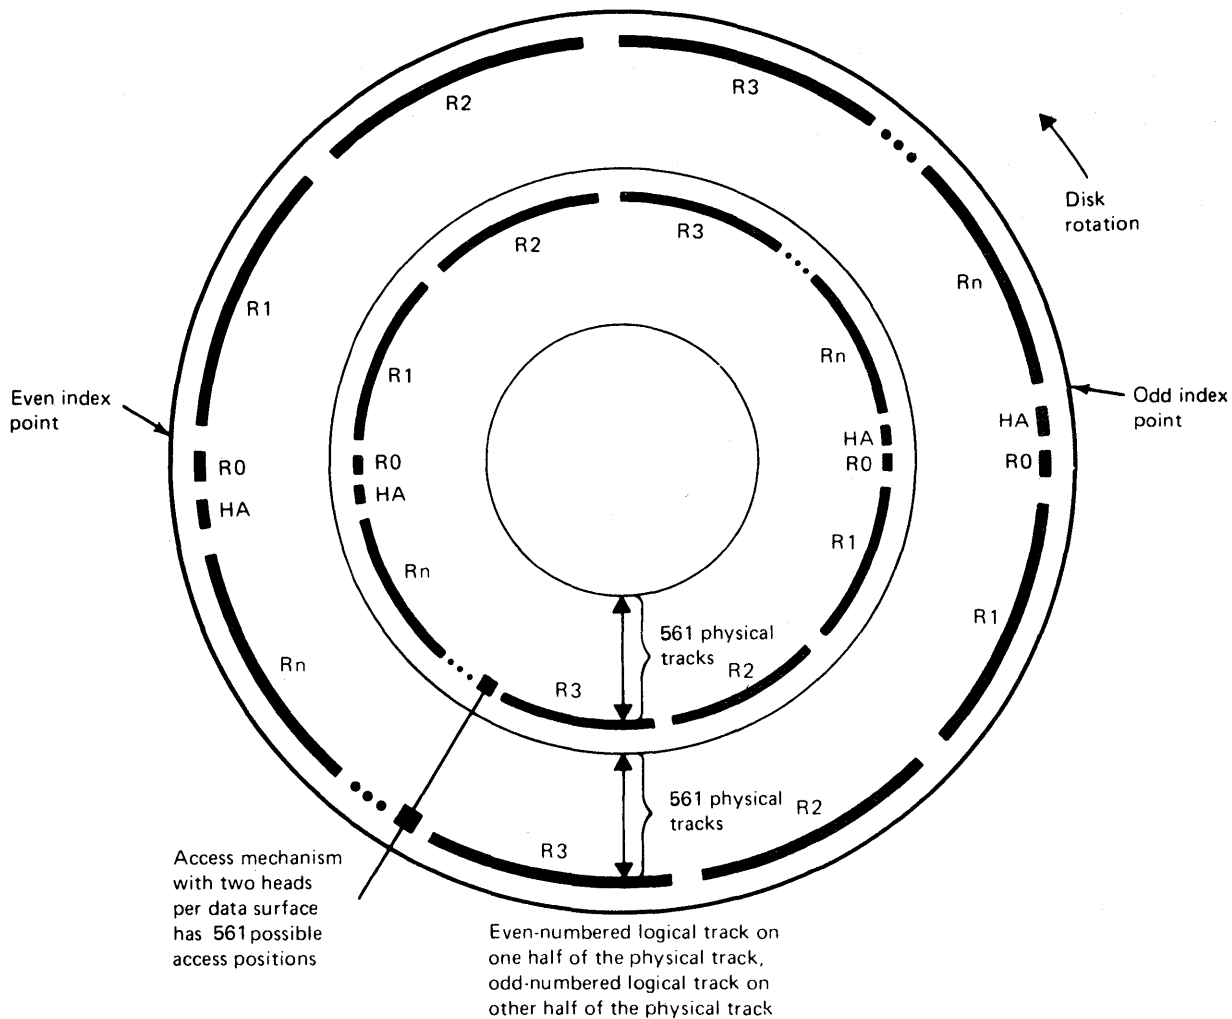 R3
R2
Disk
rotation
R3
R2
Rn
R1
Rn
R1
Even index
point
Odd index
point
HA
HA
R0
R0
R0
R0
HA
HA
R1
Rn
R1
561 physical
tracks
Rn
R2
R3
561 physical
tracks
R2
R3
Access mechanism
with two heads
per data surface
has 561 possible
access positions
Even-numbered logical track on
one half of the physical track,
odd-numbered logical track on
other half of the physical track